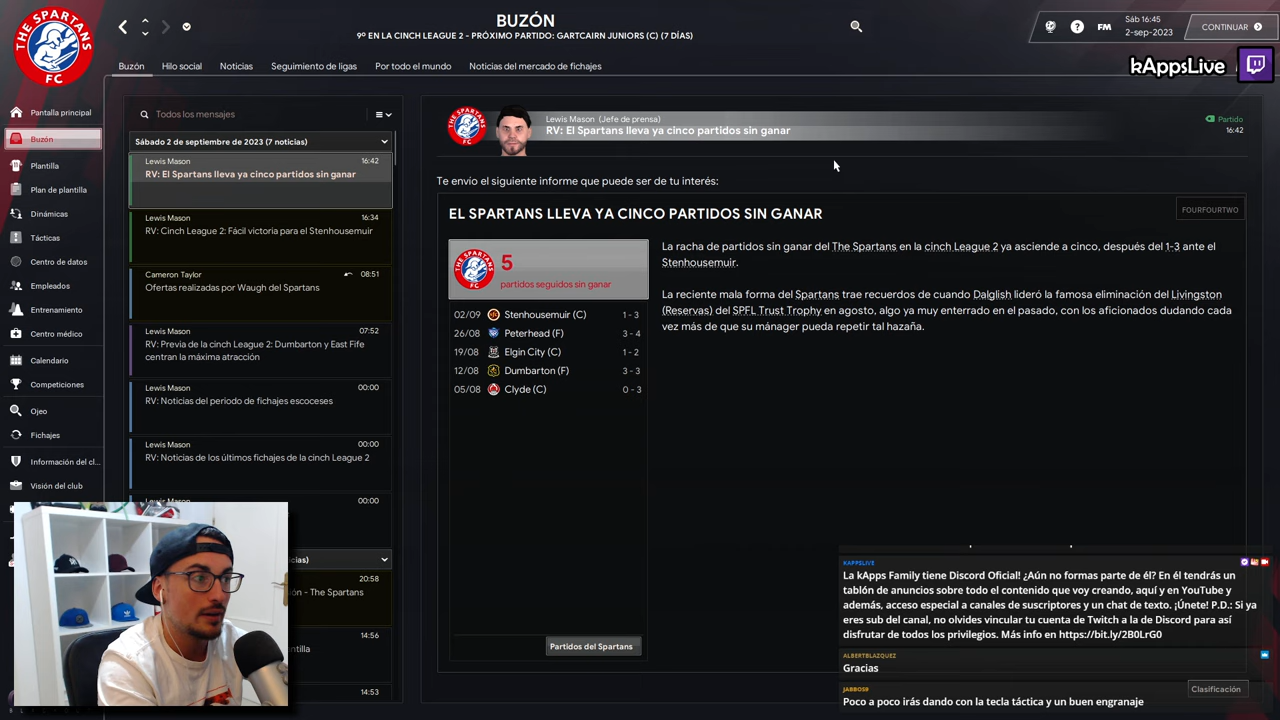 THE SPARTANS FC
BUZÓN
9º EN LA CINCH LEAGUE 2 - PRÓXIMO PARTIDO: GARTCAIRN JUNIORS (C) (7 DÍAS)
FM
Sáb 16:45
2-sep-2023
CONTINUAR
kAppsLive
Buzón
Hilo social
Noticias
Seguimiento de ligas
Por todo el mundo
Noticias del mercado de fichajes
Pantalla principal
Buzón
Plantilla
Plan de plantilla
Dinámicas
Tácticas
Centro de datos
Empleados
Entrenamiento
Centro médico
Calendario
Competiciones
Ojeo
Fichajes
Información del cl...
Visión del club
Todos los mensajes
Sábado 2 de septiembre de 2023 (7 noticias)
Lewis Mason 16:42
RV: El Spartans lleva ya cinco partidos sin ganar
Lewis Mason 16:34
RV: Cinch League 2: Fácil victoria para el Stenhousemuir
Cameron Taylor 08:51
Ofertas realizadas por Waugh del Spartans
Lewis Mason 07:52
RV: Previa de la League 2: Dumbarton y East Fife
centran la máxima atracción
Lewis Mason 00:00
RV: Noticias del periodo de fichajes escoceses
Lewis Mason 00:00
RV: Noticias de los últimos fichajes de la cinch League 2
00:00
20:58
- The Spartans
14:56
14:53
Lewis Mason (Jefe de prensa)
RV: El Spartans lleva ya cinco partidos sin ganar
Partido
16:42
Te envío el siguiente informe que puede ser de tu interés:
EL SPARTANS LLEVA YA CINCO PARTIDOS SIN GANAR
FOURFOURTWO
5
partidos seguidos sin ganar
02/09 Stenhousemuir (C) 1 - 3
26/08 Peterhead (F) 3 - 4
19/08 Elgin City (C) 1 - 2
12/08 Dumbarton (F) 3 - 3
05/08 Clyde (C) 0 - 3
Partidos del Spartans
La racha de partidos sin ganar del The Spartans en la cinch League 2 ya asciende a cinco, después del 1-3 ante el
Stenhousemuir.
La reciente mala forma del Spartans trae recuerdos de cuando Dalglish lideró la famosa eliminación del Livingston
(Reservas) del SPFL Trust Trophy en agosto, algo ya muy enterrado en el pasado, con los aficionados dudando cada
vez más de que su mánager pueda repetir tal hazaña.
KAPPSLIVE
La kApps Family tiene Discord Oficial! ¿Aún no formas parte de él? En él tendrás un
tablón de anuncios sobre todo el contenido que voy creando, aquí y en YouTube y
además, acceso especial a canales de suscriptores y un chat de texto. ¡Únete! P.D.: Si ya
eres sub del canal, no olvides vincular tu cuenta de Twitch a la de Discord para así
disfrutar de todos los privilegios. Más info en https://bit.ly/2B0LrG0
ALBERTBLAZQUEZ
Gracias
JABBOS9
Poco a poco irás dando con la tecla táctica y un buen engranaje
Clasificación